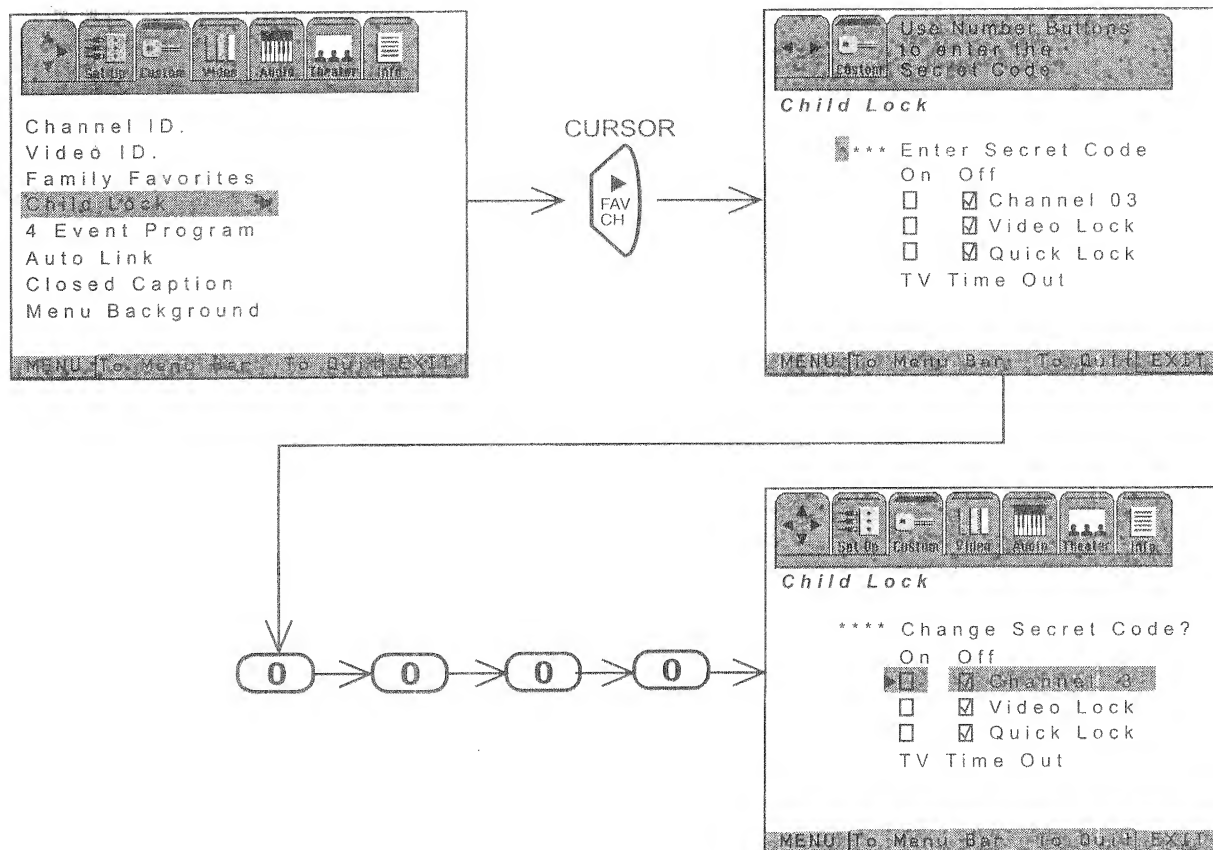 Set Up Custom Video Audio Theater Info
Channel ID.
Video ID.
Family Favorites
Child Lock
4 Event Program
Auto Link
Closed Caption
Menu Background
MENU To Menu Bar To Quit EXIT
CURSOR
FAV
CH
Custom
Use Number Buttons
to enter the
Secret Code
Child Lock
**** Enter Secret Code
On Off
Channel 03
Video Lock
Quick Lock
TV Time Out
MENU To Menu Bar To Quit EXIT
0 0 0 0
Set Up Custom Video Audio Theater Info
Child Lock
**** Change Secret Code?
On Off
Channel 3
Video Lock
Quick Lock
TV Time Out
MENU To Menu Bar To Quit EXIT